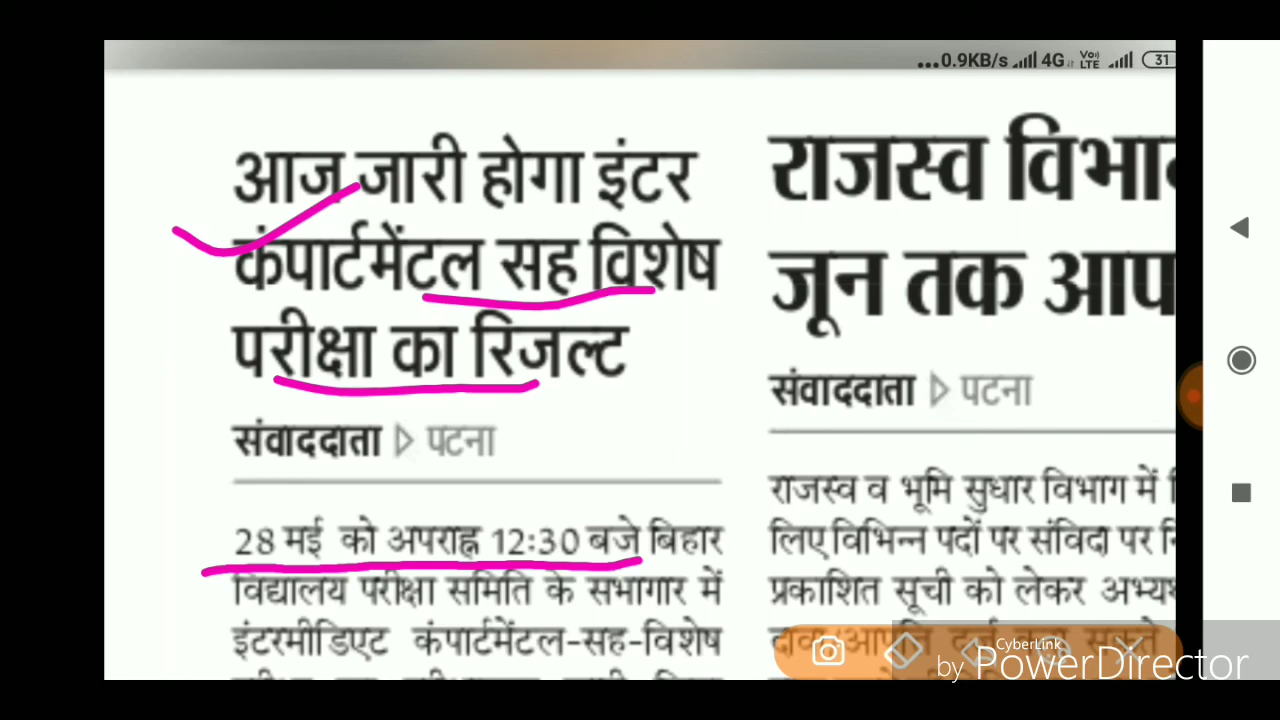 ...0.9KB/s 4G Vo) LTE 31
आज जारी होगा इंटर
कंपार्टमेंटल सह विशेष
परीक्षा का रिजल्ट
संवाददाता ▷ पटना
28 मई को अपराह्न 12:30 बजे बिहार
विद्यालय परीक्षा समिति के सभागार में
इंटरमीडिएट कंपार्टमेंटल-सह-विशेष
राजस्व
जून तक
संवाददाता ▷ पटना
राजस्व व भूमि सुधार विभाग में
लिए विभिन्न पदों पर संविदा पर
प्रकाशित सूची को लेकर
CyberLink
by PowerDirector